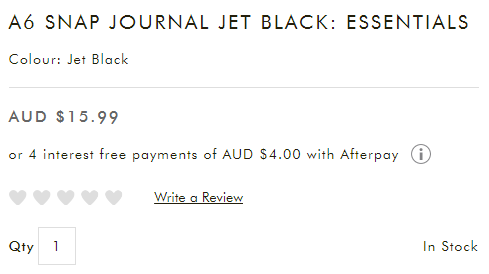 A6 SNAP JOURNAL JET BLACK: ESSENTIALS
Colour: Jet Black
AUD $15.99
or 4 interest free payments of AUD $4.00 with Afterpay i
Write a Review
Qty 1 In Stock